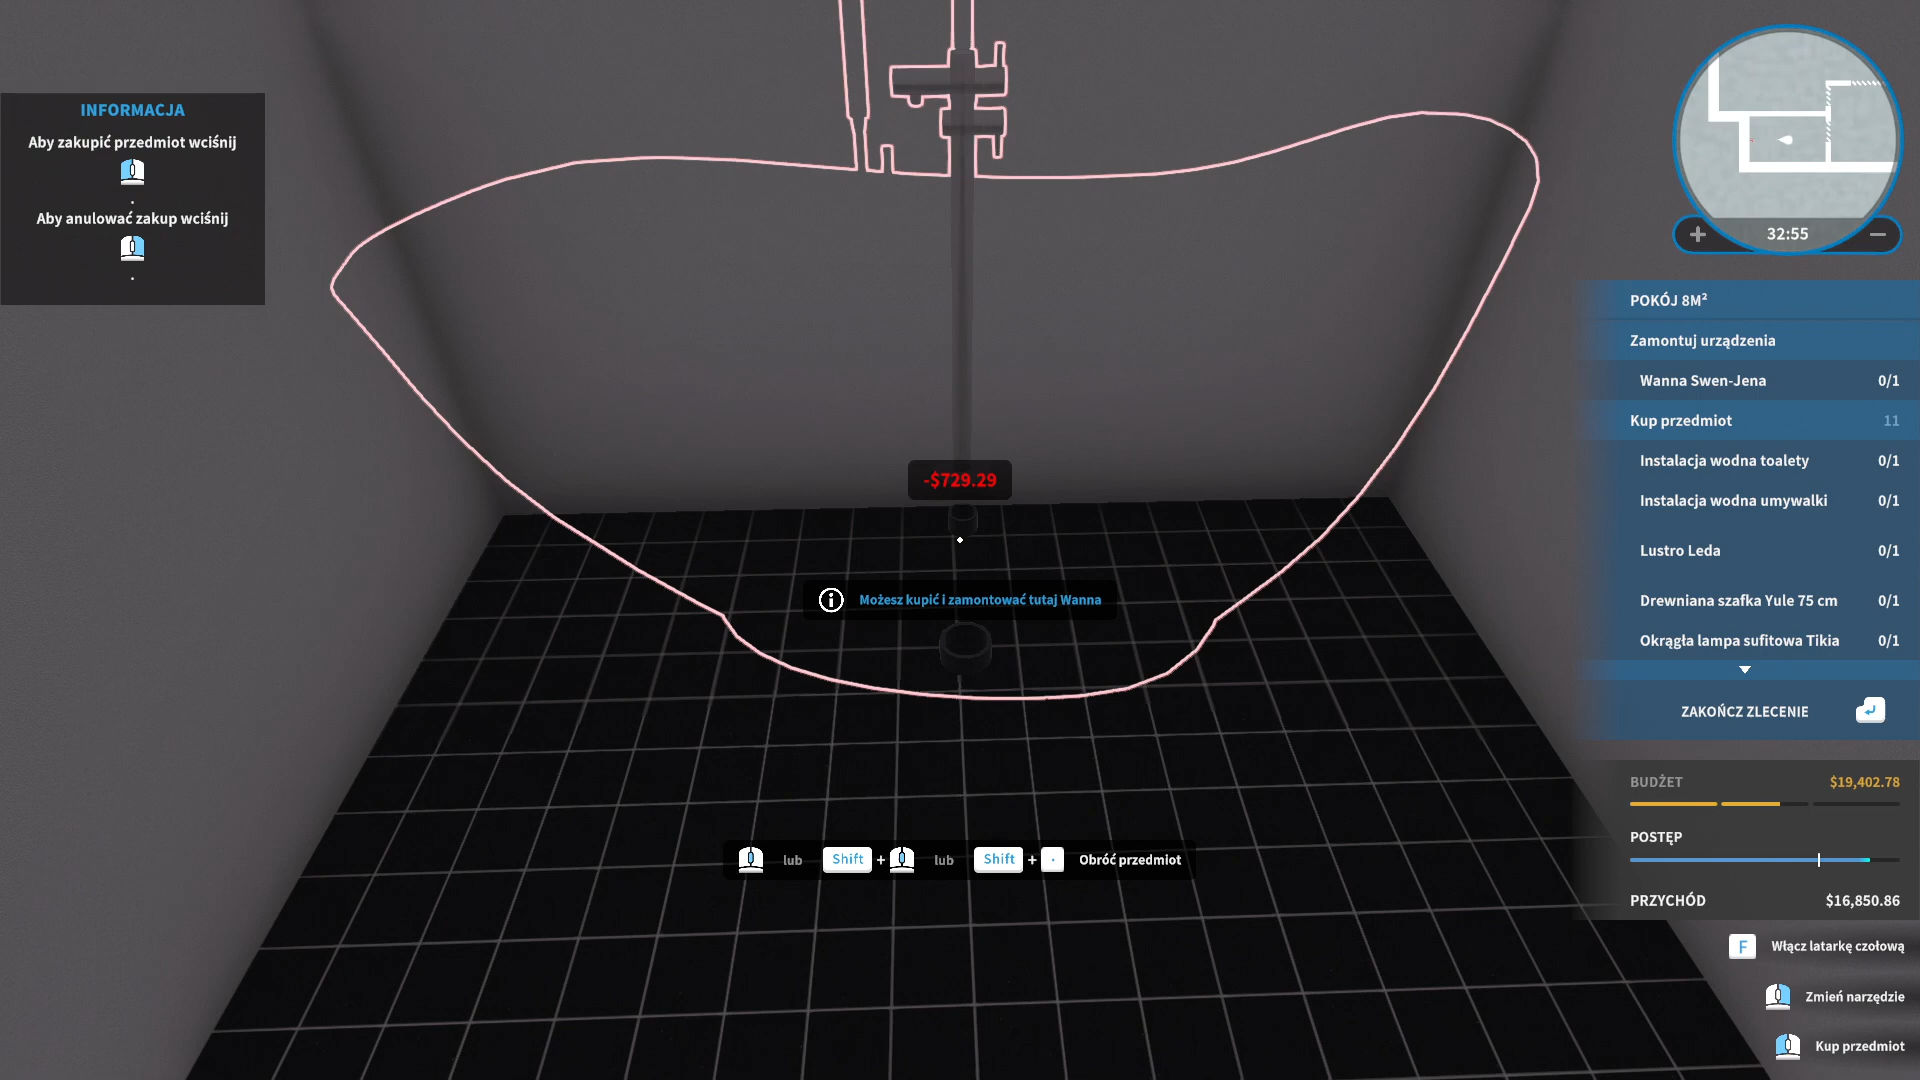 INFORMACJA
Aby zakupić przedmiot wciśnij
.
Aby anulować zakup wciśnij
.
32:55
POKÓJ 8M²
Zamontuj urządzenia
Wanna Swen-Jena 0/1
Kup przedmiot 11
Instalacja wodna toalety 0/1
Instalacja wodna umywalki 0/1
Lustro Leda 0/1
Drewniana szafka Yule 75 cm 0/1
Okrągła lampa sufitowa Tikia 0/1
ZAKOŃCZ ZLECENIE
-$729.29
Możesz kupić i zamontować tutaj Wanna
lub Shift + lub Shift + . Obróć przedmiot
BUDŻET $19,402.78
POSTĘP
PRZYCHÓD $16,850.86
F Włącz latarkę czołową
Zmień narzędzie
Kup przedmiot